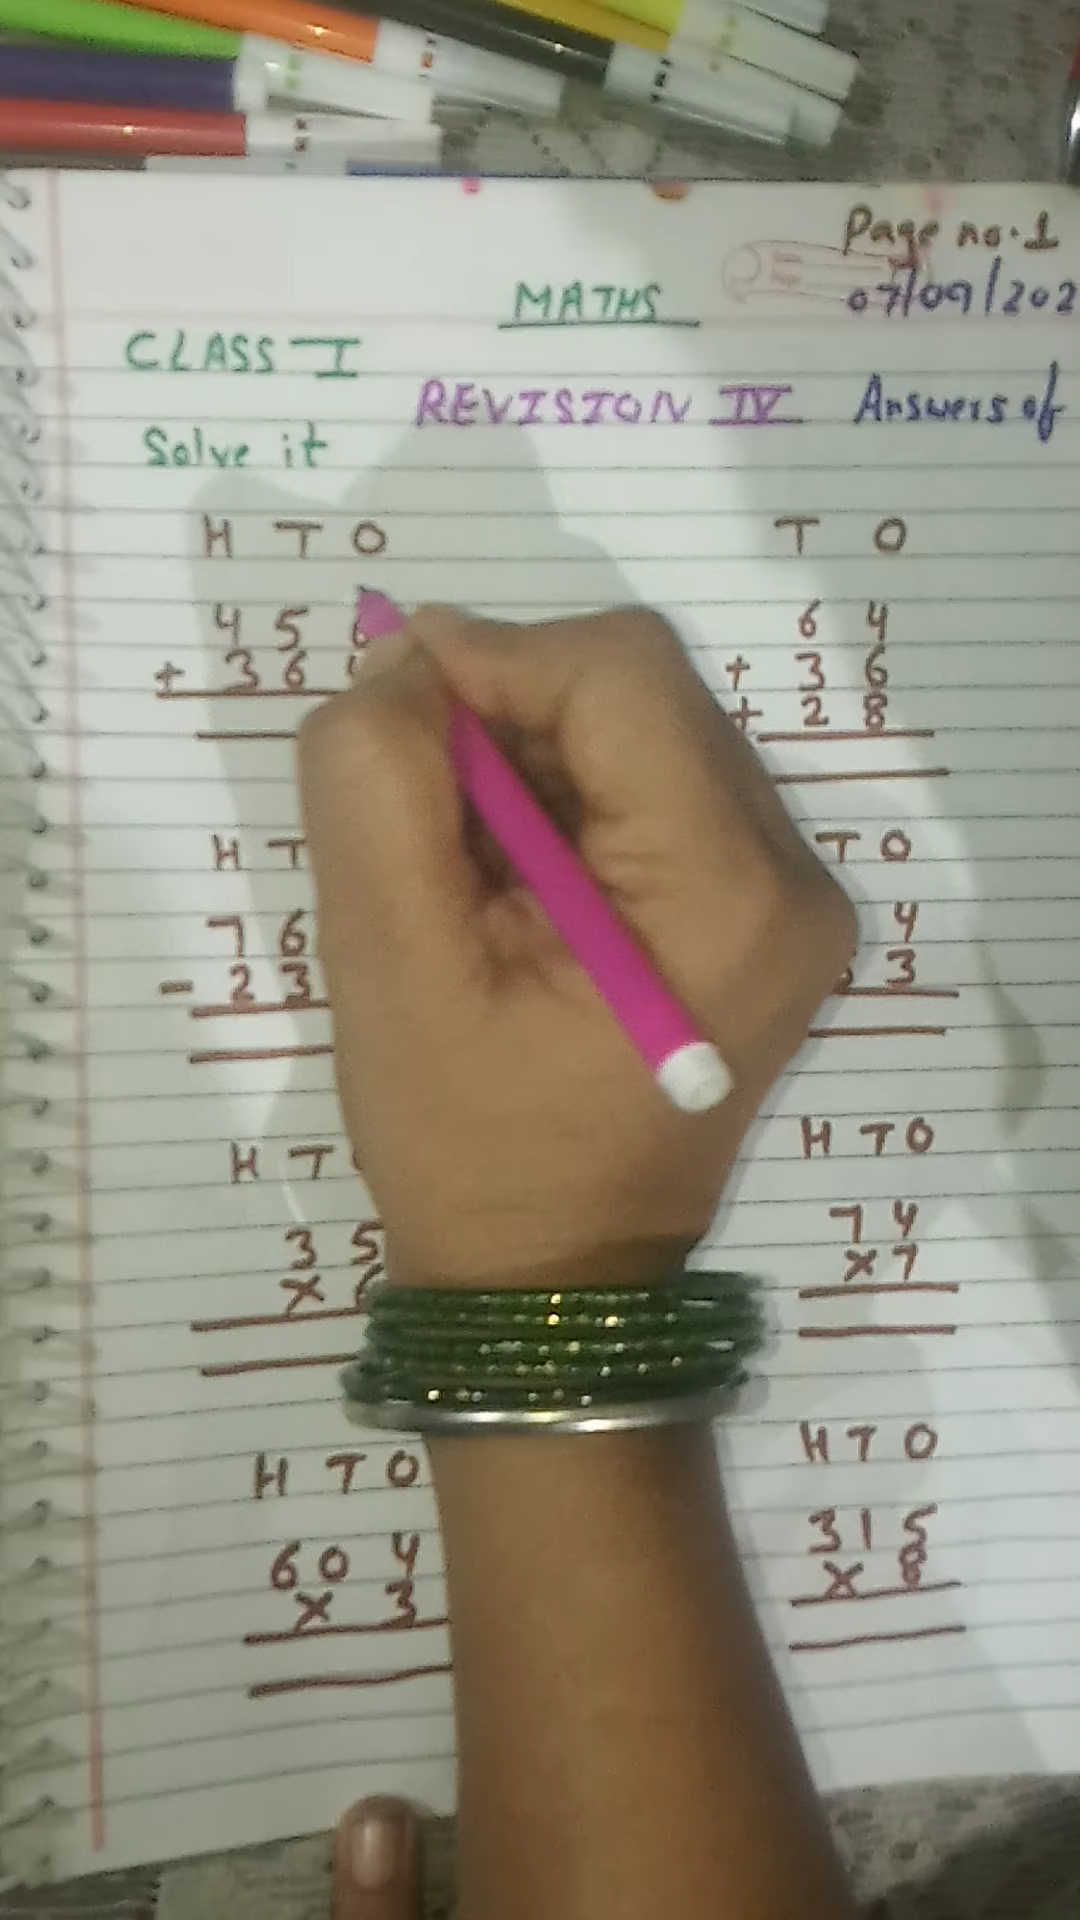 Page no. 1
MATHS
07/09/202
CLASS I
REVISION IV Answers of
Solve it
H T O T O
4 5 6 6 4
+ 3 6 + 3 6
+ 2 8
H T T O
7 6 4
- 2 3 3
H T H T O
3 5 7 4
× × 7
H T O H T O
6 0 4 3 1 5
× 3 × 8